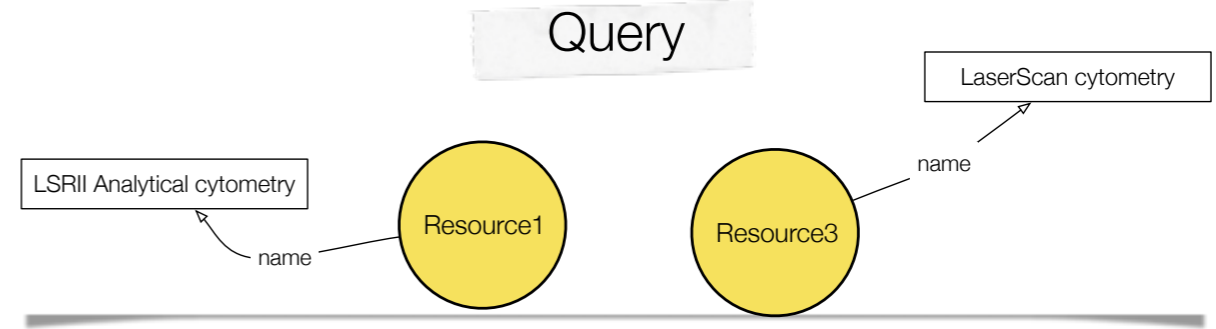 Query
LaserScan cytometry
name
LSRII Analytical cytometry
Resource1
Resource3
name